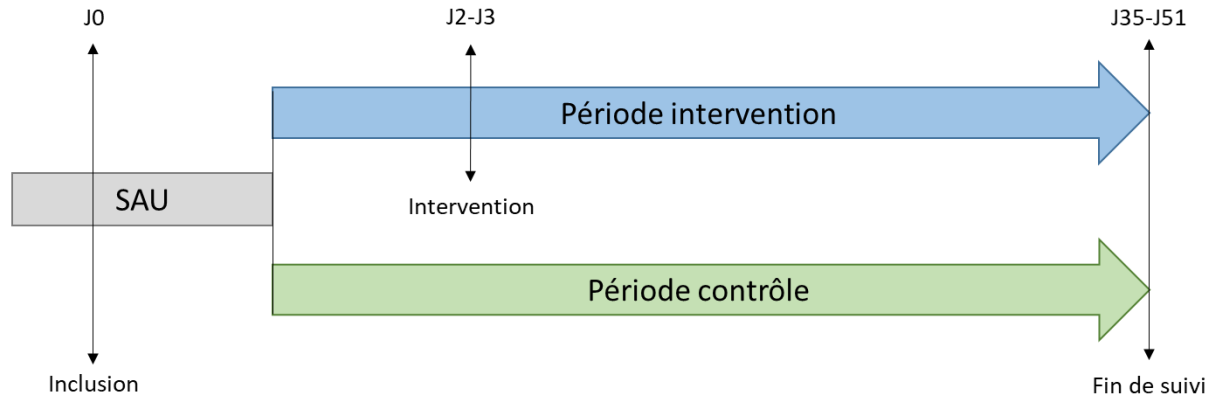 J0
J2-J3
J35-J51
Période intervention
SAU
Intervention
Période contrôle
Inclusion
Fin de suivi